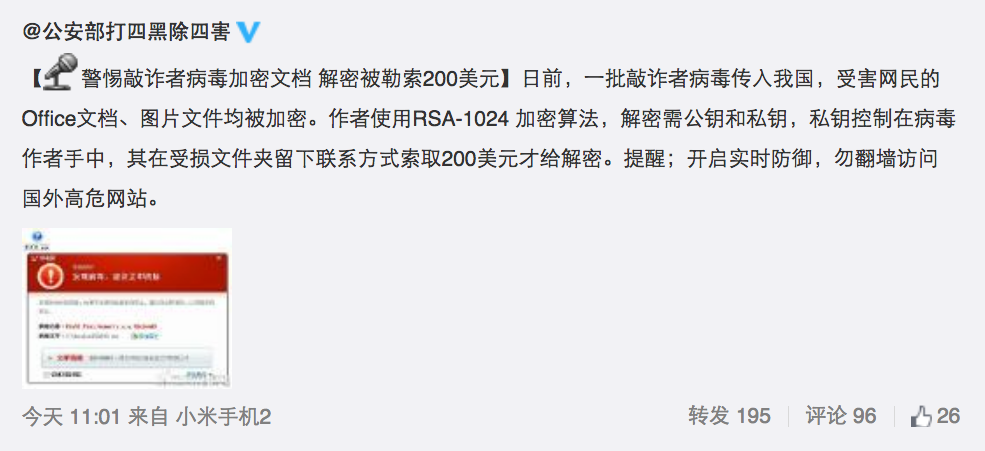 @公安部打四黑除四害
【警惕敲诈者病毒加密文档 解密被勒索200美元】日前，一批敲诈者病毒传入我国，受害网民的
Office文档、图片文件均被加密。作者使用RSA-1024 加密算法，解密需公钥和私钥，私钥控制在病毒
作者手中，其在受损文件夹留下联系方式索取200美元才给解密。提醒；开启实时防御，勿翻墙访问
国外高危网站。
今天 11:01 来自 小米手机2
转发 195 评论 96 26